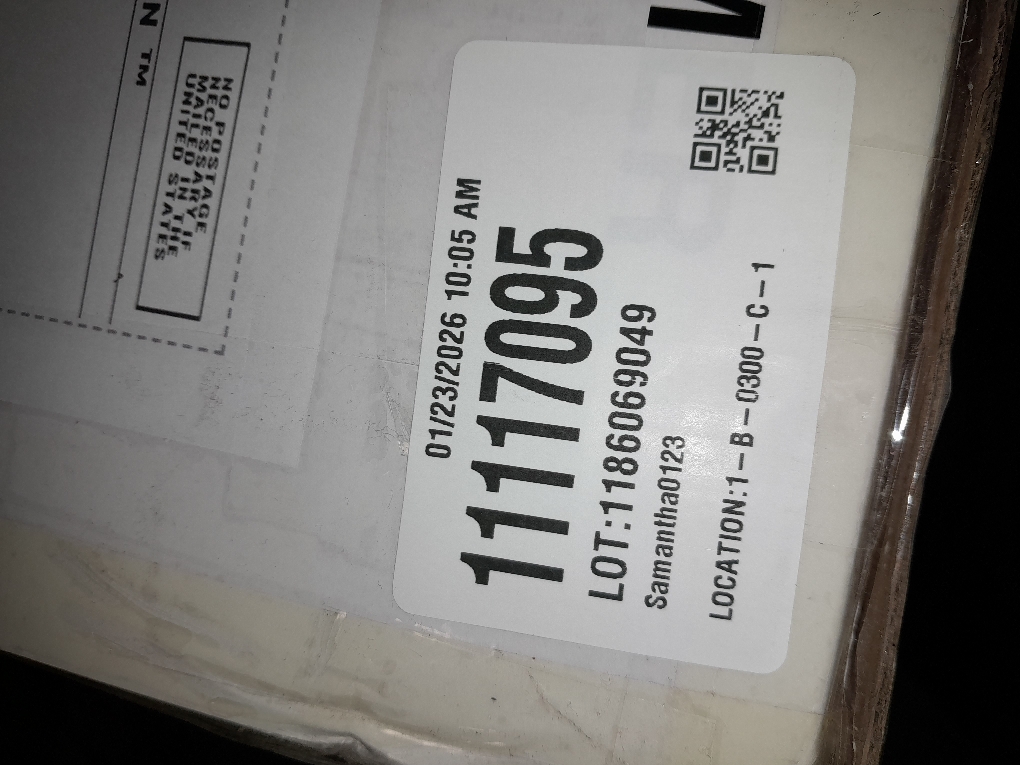 N TM
NO POSTAGE
NECESSARY IF
MAILED IN THE
UNITED STATES
01/23/2026 10:05 AM
1117095
LOT:1186069049
Samantha0123
LOCATION:1-B-0300-C-1